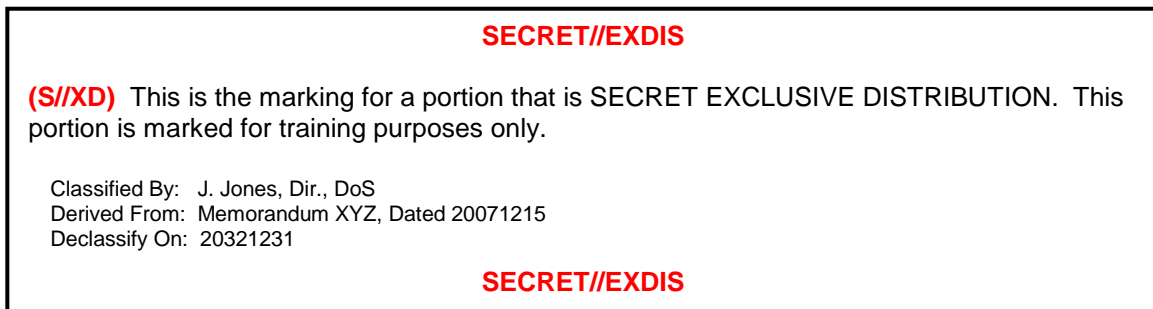 SECRET//EXDIS
(S//XD) This is the marking for a portion that is SECRET EXCLUSIVE DISTRIBUTION. This
portion is marked for training purposes only.
Classified By: J. Jones, Dir., DoS
Derived From: Memorandum XYZ, Dated 20071215
Declassify On: 20321231
SECRET//EXDIS